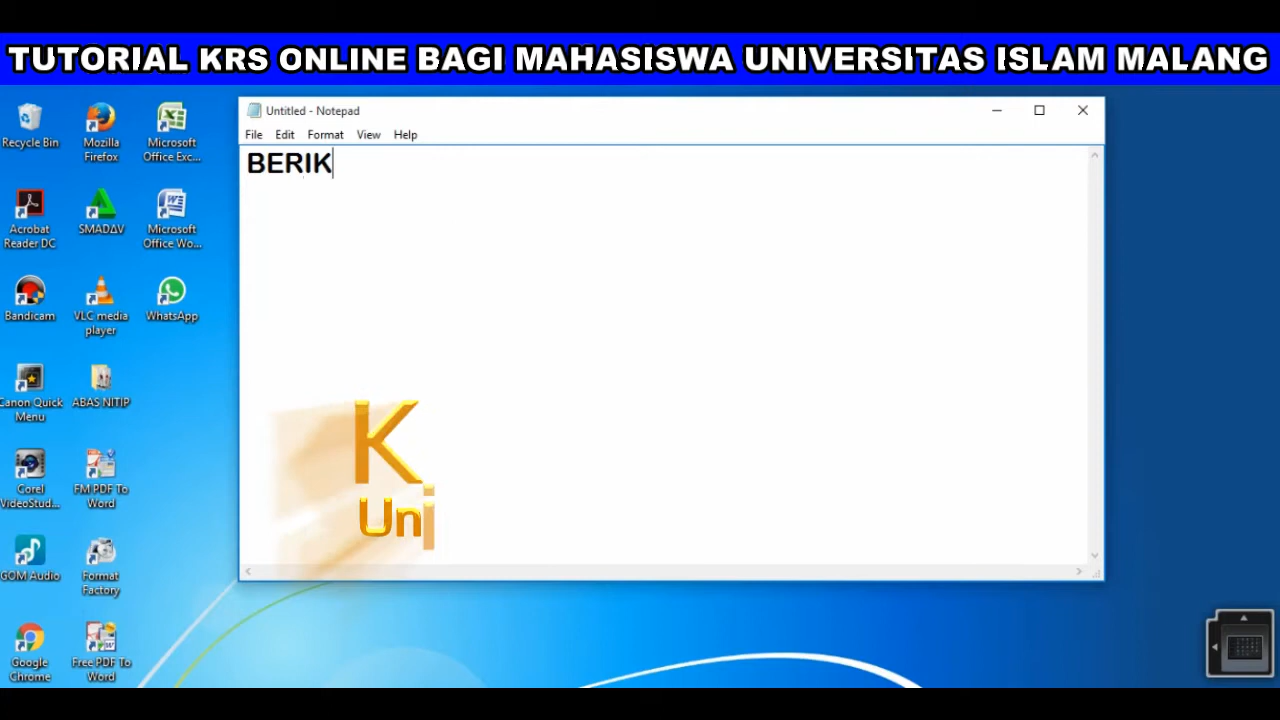 TUTORIAL KRS ONLINE BAGI MAHASISWA UNIVERSITAS ISLAM MALANG
Untitled - Notepad
File Edit Format View Help
BERIK
Recycle Bin
Mozilla
Firefox
Microsoft
Office Exc...
Acrobat
Reader DC
SMADΔV
Microsoft
Office Wo...
Bandicam
VLC media
player
WhatsApp
Canon Quick
Menu
ABAS NITIP
Corel
VideoStud...
FM PDF To
Word
GOM Audio
Format
Factory
Google
Chrome
Free PDF To
Word
K
Uni